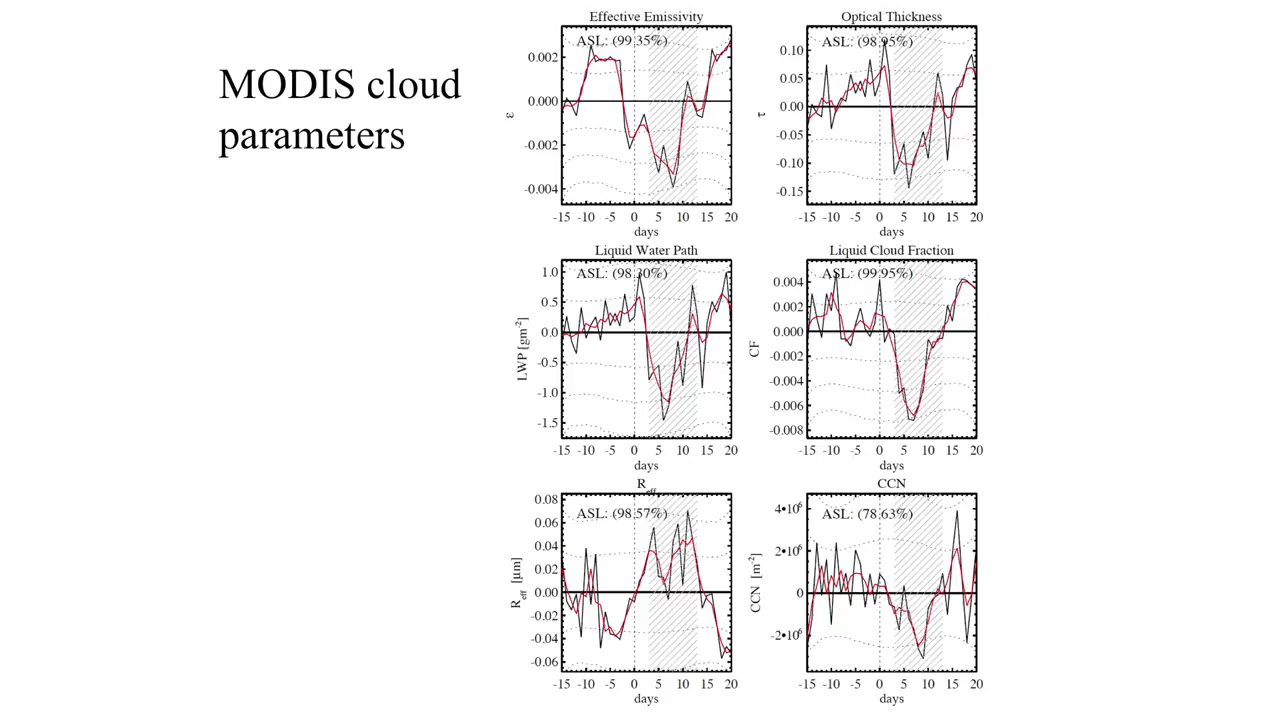 MODIS cloud
parameters
Effective Emissivity
ASL: (99.35%)
0.002
0.000
-0.002
-0.004
ε
-15 -10 -5 0 5 10 15 20
days
Optical Thickness
ASL: (98.95%)
0.10
0.05
0.00
-0.05
-0.10
-0.15
τ
-15 -10 -5 0 5 10 15 20
days
Liquid Water Path
ASL: (98.30%)
1.0
0.5
0.0
-0.5
-1.0
-1.5
LWP [gm⁻²]
-15 -10 -5 0 5 10 15 20
days
Liquid Cloud Fraction
ASL: (99.95%)
0.004
0.002
0.000
-0.002
-0.004
-0.006
-0.008
CF
-15 -10 -5 0 5 10 15 20
days
Reff
ASL: (98.57%)
0.08
0.06
0.04
0.02
0.00
-0.02
-0.04
-0.06
Reff [μm]
-15 -10 -5 0 5 10 15 20
days
CCN
ASL: (78.63%)
4•10⁶
2•10⁶
0
-2•10⁶
CCN [m⁻²]
-15 -10 -5 0 5 10 15 20
days